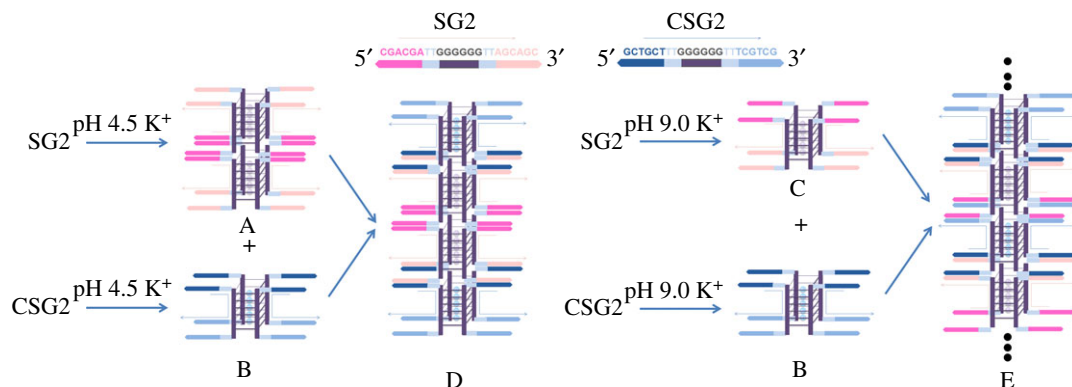 SG2
CSG2
5′ CGACGATTGGGGGGTTAGCAGC 3′
5′ GCTGCTTTGGGGGGTTTCGTCG 3′
SG2 pH 4.5 K⁺
A
+
CSG2 pH 4.5 K⁺
B
D
SG2 pH 9.0 K⁺
C
+
CSG2 pH 9.0 K⁺
B
E